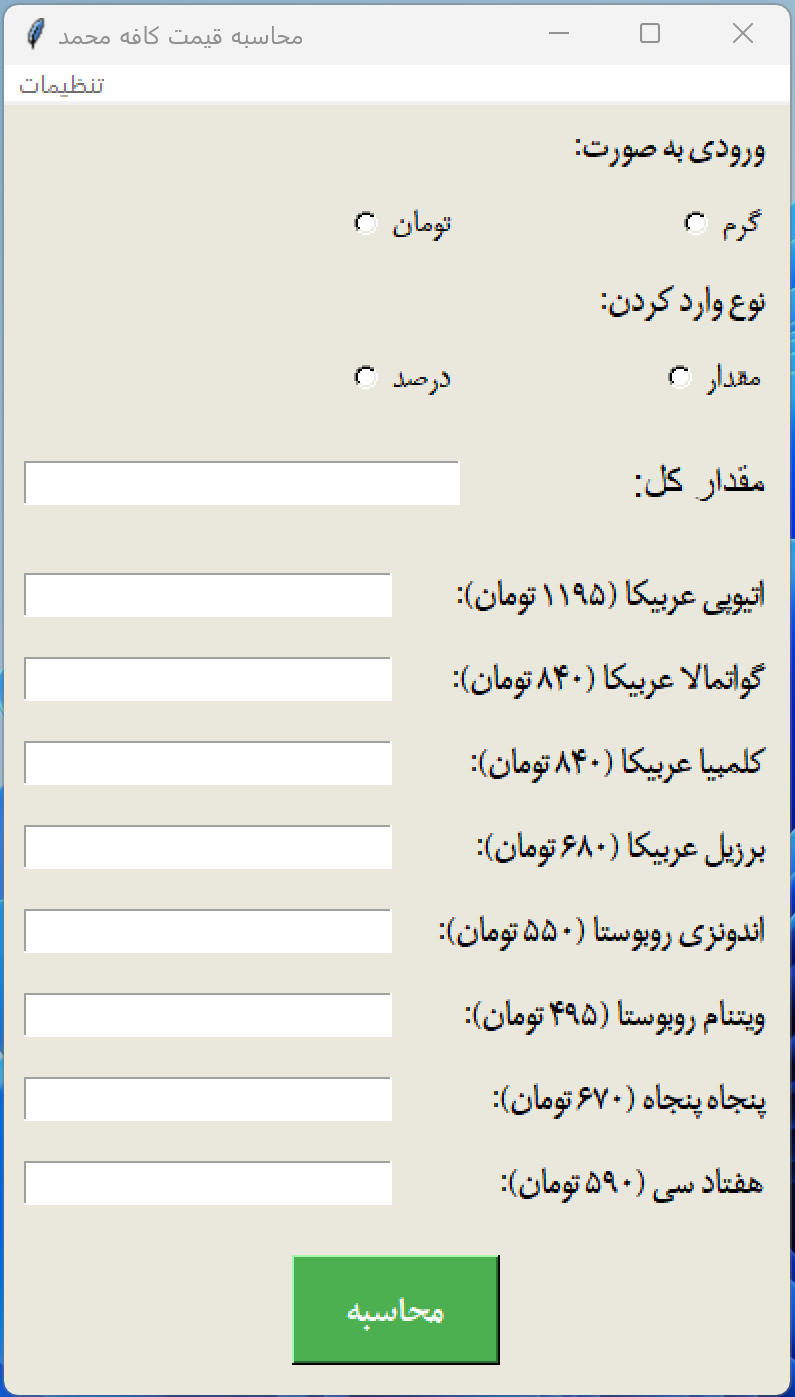 محاسبه قیمت کافه محمد
تنظیمات
ورودی به صورت:
گرم تومان
نوع وارد کردن:
مقدار درصد
مقدار کل:
اتیوپی عربیکا (۱۱۹۵ تومان):
گواتمالا عربیکا (۸۴۰ تومان):
کلمبیا عربیکا (۸۴۰ تومان):
برزیل عربیکا (۶۸۰ تومان):
اندونزی روبوستا (۵۵۰ تومان):
ویتنام روبوستا (۴۹۵ تومان):
پنجاه پنجاه (۶۷۰ تومان):
هفتاد سی (۵۹۰ تومان):
محاسبه